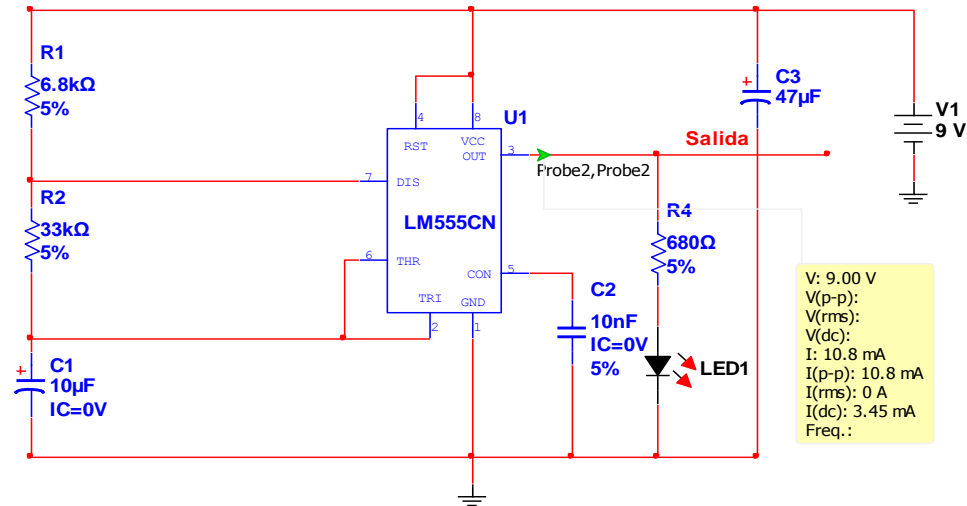 R1
6.8kΩ
5%
R2
33kΩ
5%
C1
10µF
IC=0V
U1
4
8
RST
VCC
OUT
3
7
DIS
LM555CN
6
THR
CON
5
TRI
GND
2
1
Probe2,Probe2
Salida
R4
680Ω
5%
C2
10nF
IC=0V
5%
LED1
C3
47µF
V1
9 V
V: 9.00 V
V(p-p):
V(rms):
V(dc):
I: 10.8 mA
I(p-p): 10.8 mA
I(rms): 0 A
I(dc): 3.45 mA
Freq.:
+
+